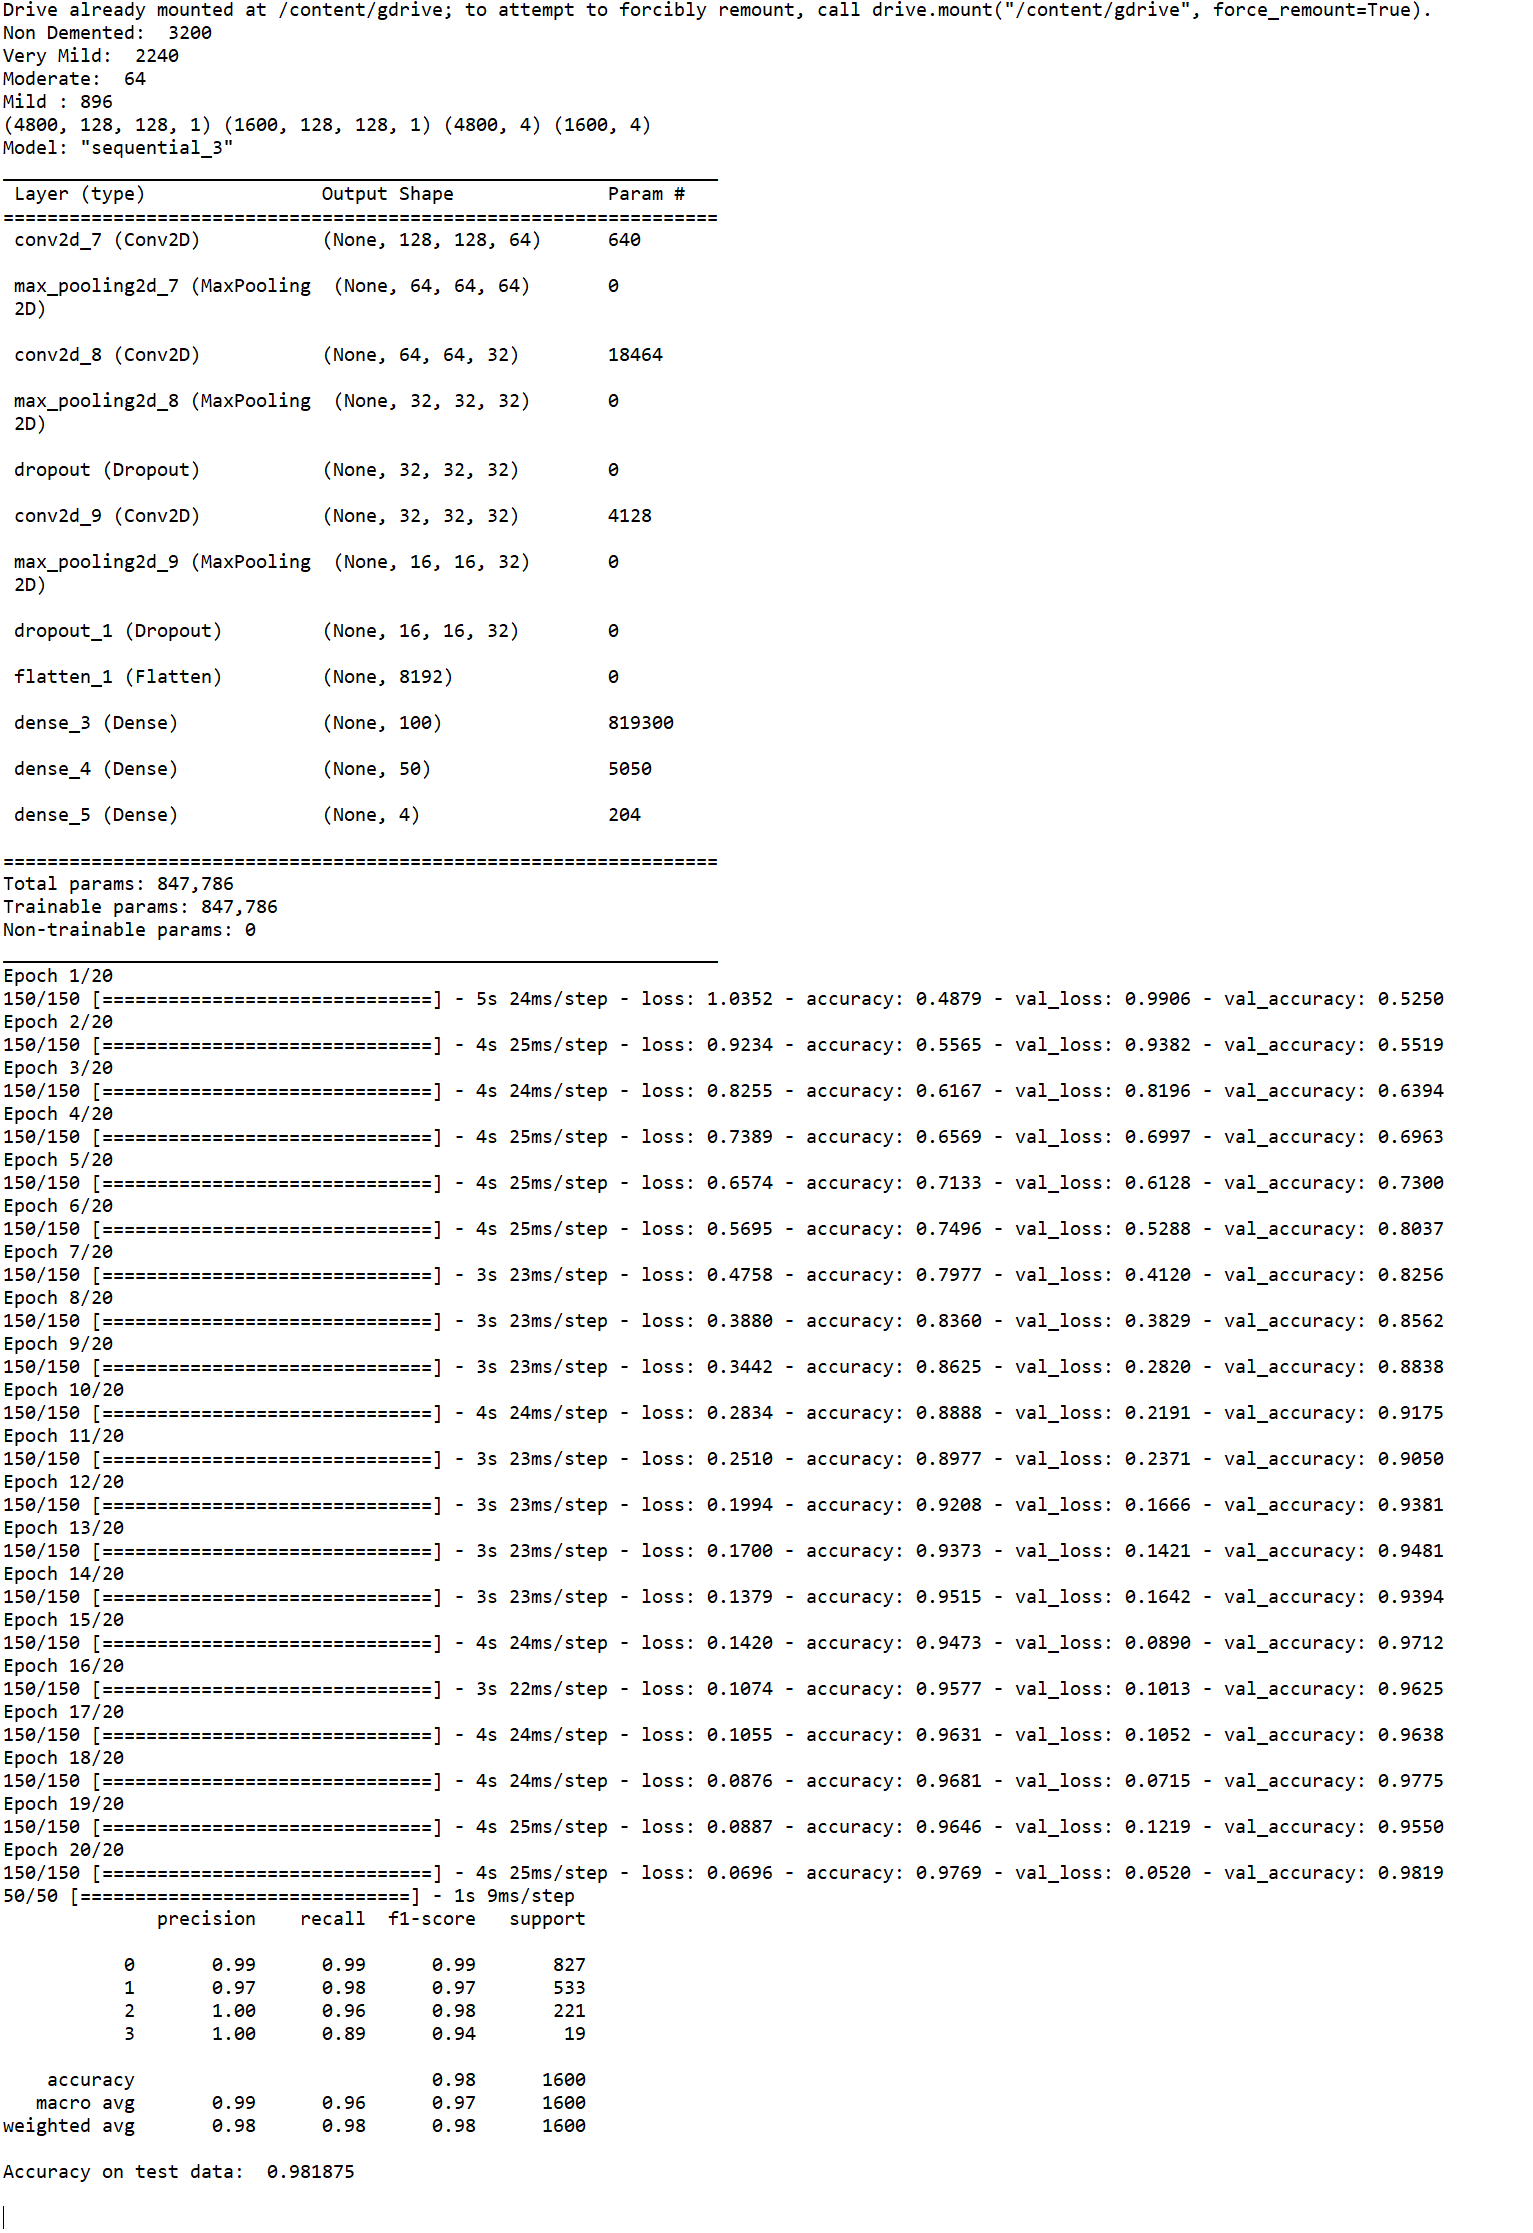 Drive already mounted at /content/gdrive; to attempt to forcibly remount, call drive.mount("/content/gdrive", force_remount=True).
Non Demented:  3200
Very Mild:  2240
Moderate:  64
Mild : 896
(4800, 128, 128, 1) (1600, 128, 128, 1) (4800, 4) (1600, 4)
Model: "sequential_3"
_________________________________________________________________
 Layer (type)                Output Shape              Param #
=================================================================
 conv2d_7 (Conv2D)           (None, 128, 128, 64)      640
 max_pooling2d_7 (MaxPooling  (None, 64, 64, 64)       0
 2D)
 conv2d_8 (Conv2D)           (None, 64, 64, 32)        18464
 max_pooling2d_8 (MaxPooling  (None, 32, 32, 32)       0
 2D)
 dropout (Dropout)           (None, 32, 32, 32)        0
 conv2d_9 (Conv2D)           (None, 32, 32, 32)        4128
 max_pooling2d_9 (MaxPooling  (None, 16, 16, 32)       0
 2D)
 dropout_1 (Dropout)         (None, 16, 16, 32)        0
 flatten_1 (Flatten)         (None, 8192)              0
 dense_3 (Dense)             (None, 100)               819300
 dense_4 (Dense)             (None, 50)                5050
 dense_5 (Dense)             (None, 4)                 204
=================================================================
Total params: 847,786
Trainable params: 847,786
Non-trainable params: 0
_________________________________________________________________
Epoch 1/20
150/150 [==============================] - 5s 24ms/step - loss: 1.0352 - accuracy: 0.4879 - val_loss: 0.9906 - val_accuracy: 0.5250
Epoch 2/20
150/150 [==============================] - 4s 25ms/step - loss: 0.9234 - accuracy: 0.5565 - val_loss: 0.9382 - val_accuracy: 0.5519
Epoch 3/20
150/150 [==============================] - 4s 24ms/step - loss: 0.8255 - accuracy: 0.6167 - val_loss: 0.8196 - val_accuracy: 0.6394
Epoch 4/20
150/150 [==============================] - 4s 25ms/step - loss: 0.7389 - accuracy: 0.6569 - val_loss: 0.6997 - val_accuracy: 0.6963
Epoch 5/20
150/150 [==============================] - 4s 25ms/step - loss: 0.6574 - accuracy: 0.7133 - val_loss: 0.6128 - val_accuracy: 0.7300
Epoch 6/20
150/150 [==============================] - 4s 25ms/step - loss: 0.5695 - accuracy: 0.7496 - val_loss: 0.5288 - val_accuracy: 0.8037
Epoch 7/20
150/150 [==============================] - 3s 23ms/step - loss: 0.4758 - accuracy: 0.7977 - val_loss: 0.4120 - val_accuracy: 0.8256
Epoch 8/20
150/150 [==============================] - 3s 23ms/step - loss: 0.3880 - accuracy: 0.8360 - val_loss: 0.3829 - val_accuracy: 0.8562
Epoch 9/20
150/150 [==============================] - 3s 23ms/step - loss: 0.3442 - accuracy: 0.8625 - val_loss: 0.2820 - val_accuracy: 0.8838
Epoch 10/20
150/150 [==============================] - 4s 24ms/step - loss: 0.2834 - accuracy: 0.8888 - val_loss: 0.2191 - val_accuracy: 0.9175
Epoch 11/20
150/150 [==============================] - 3s 23ms/step - loss: 0.2510 - accuracy: 0.8977 - val_loss: 0.2371 - val_accuracy: 0.9050
Epoch 12/20
150/150 [==============================] - 3s 23ms/step - loss: 0.1994 - accuracy: 0.9208 - val_loss: 0.1666 - val_accuracy: 0.9381
Epoch 13/20
150/150 [==============================] - 3s 23ms/step - loss: 0.1700 - accuracy: 0.9373 - val_loss: 0.1421 - val_accuracy: 0.9481
Epoch 14/20
150/150 [==============================] - 3s 23ms/step - loss: 0.1379 - accuracy: 0.9515 - val_loss: 0.1642 - val_accuracy: 0.9394
Epoch 15/20
150/150 [==============================] - 4s 24ms/step - loss: 0.1420 - accuracy: 0.9473 - val_loss: 0.0890 - val_accuracy: 0.9712
Epoch 16/20
150/150 [==============================] - 3s 22ms/step - loss: 0.1074 - accuracy: 0.9577 - val_loss: 0.1013 - val_accuracy: 0.9625
Epoch 17/20
150/150 [==============================] - 4s 24ms/step - loss: 0.1055 - accuracy: 0.9631 - val_loss: 0.1052 - val_accuracy: 0.9638
Epoch 18/20
150/150 [==============================] - 4s 24ms/step - loss: 0.0876 - accuracy: 0.9681 - val_loss: 0.0715 - val_accuracy: 0.9775
Epoch 19/20
150/150 [==============================] - 4s 25ms/step - loss: 0.0887 - accuracy: 0.9646 - val_loss: 0.1219 - val_accuracy: 0.9550
Epoch 20/20
150/150 [==============================] - 4s 25ms/step - loss: 0.0696 - accuracy: 0.9769 - val_loss: 0.0520 - val_accuracy: 0.9819
50/50 [==============================] - 1s 9ms/step
              precision    recall  f1-score   support
           0       0.99      0.99      0.99       827
           1       0.97      0.98      0.97       533
           2       1.00      0.96      0.98       221
           3       1.00      0.89      0.94        19
    accuracy                           0.98      1600
   macro avg       0.99      0.96      0.97      1600
weighted avg       0.98      0.98      0.98      1600
Accuracy on test data:  0.981875